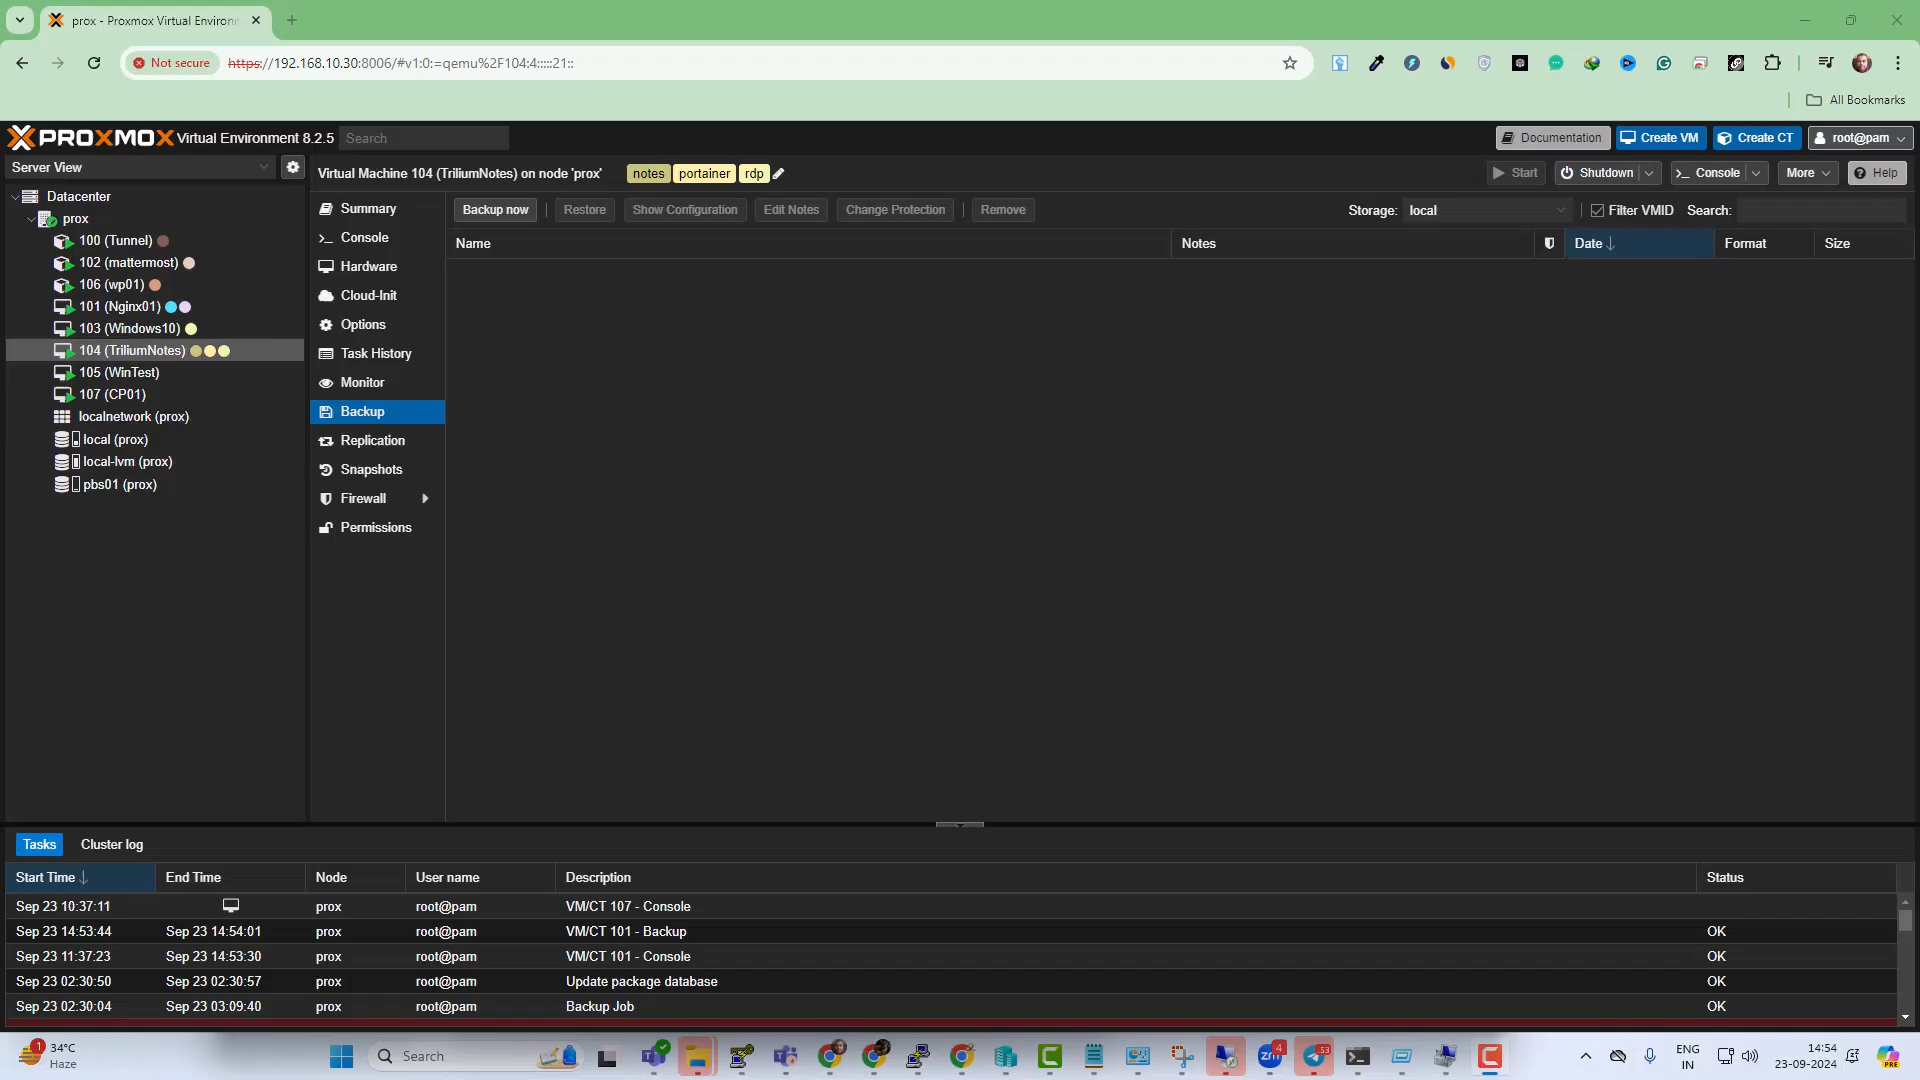 prox - Proxmox Virtual Environ
Not secure
https://192.168.10.30:8006/#v1:0:=qemu%2F104:4:::::21::
All Bookmarks
PROXMOX Virtual Environment 8.2.5
Search
Documentation
Create VM
Create CT
root@pam
Server View
Virtual Machine 104 (TriliumNotes) on node 'prox'
notes
portainer
rdp
Start
Shutdown
Console
More
Help
Datacenter
prox
100 (Tunnel)
102 (mattermost)
106 (wp01)
101 (Nginx01)
103 (Windows10)
104 (TriliumNotes)
105 (WinTest)
107 (CP01)
localnetwork (prox)
local (prox)
local-lvm (prox)
pbs01 (prox)
Summary
Console
Hardware
Cloud-Init
Options
Task History
Monitor
Backup
Replication
Snapshots
Firewall
Permissions
Backup now
Restore
Show Configuration
Edit Notes
Change Protection
Remove
Storage: local
Filter VMID
Search:
Name
Notes
Date
Format
Size
Tasks
Cluster log
Start Time
End Time
Node
User name
Description
Status
Sep 23 10:37:11 prox root@pam VM/CT 107 - Console
Sep 23 14:53:44 Sep 23 14:54:01 prox root@pam VM/CT 101 - Backup OK
Sep 23 11:37:23 Sep 23 14:53:30 prox root@pam VM/CT 101 - Console OK
Sep 23 02:30:50 Sep 23 02:30:57 prox root@pam Update package database OK
Sep 23 02:30:04 Sep 23 03:09:40 prox root@pam Backup Job OK
1
34°C
Haze
Search
zm
4
53
ENG
IN
14:54
23-09-2024
PRE